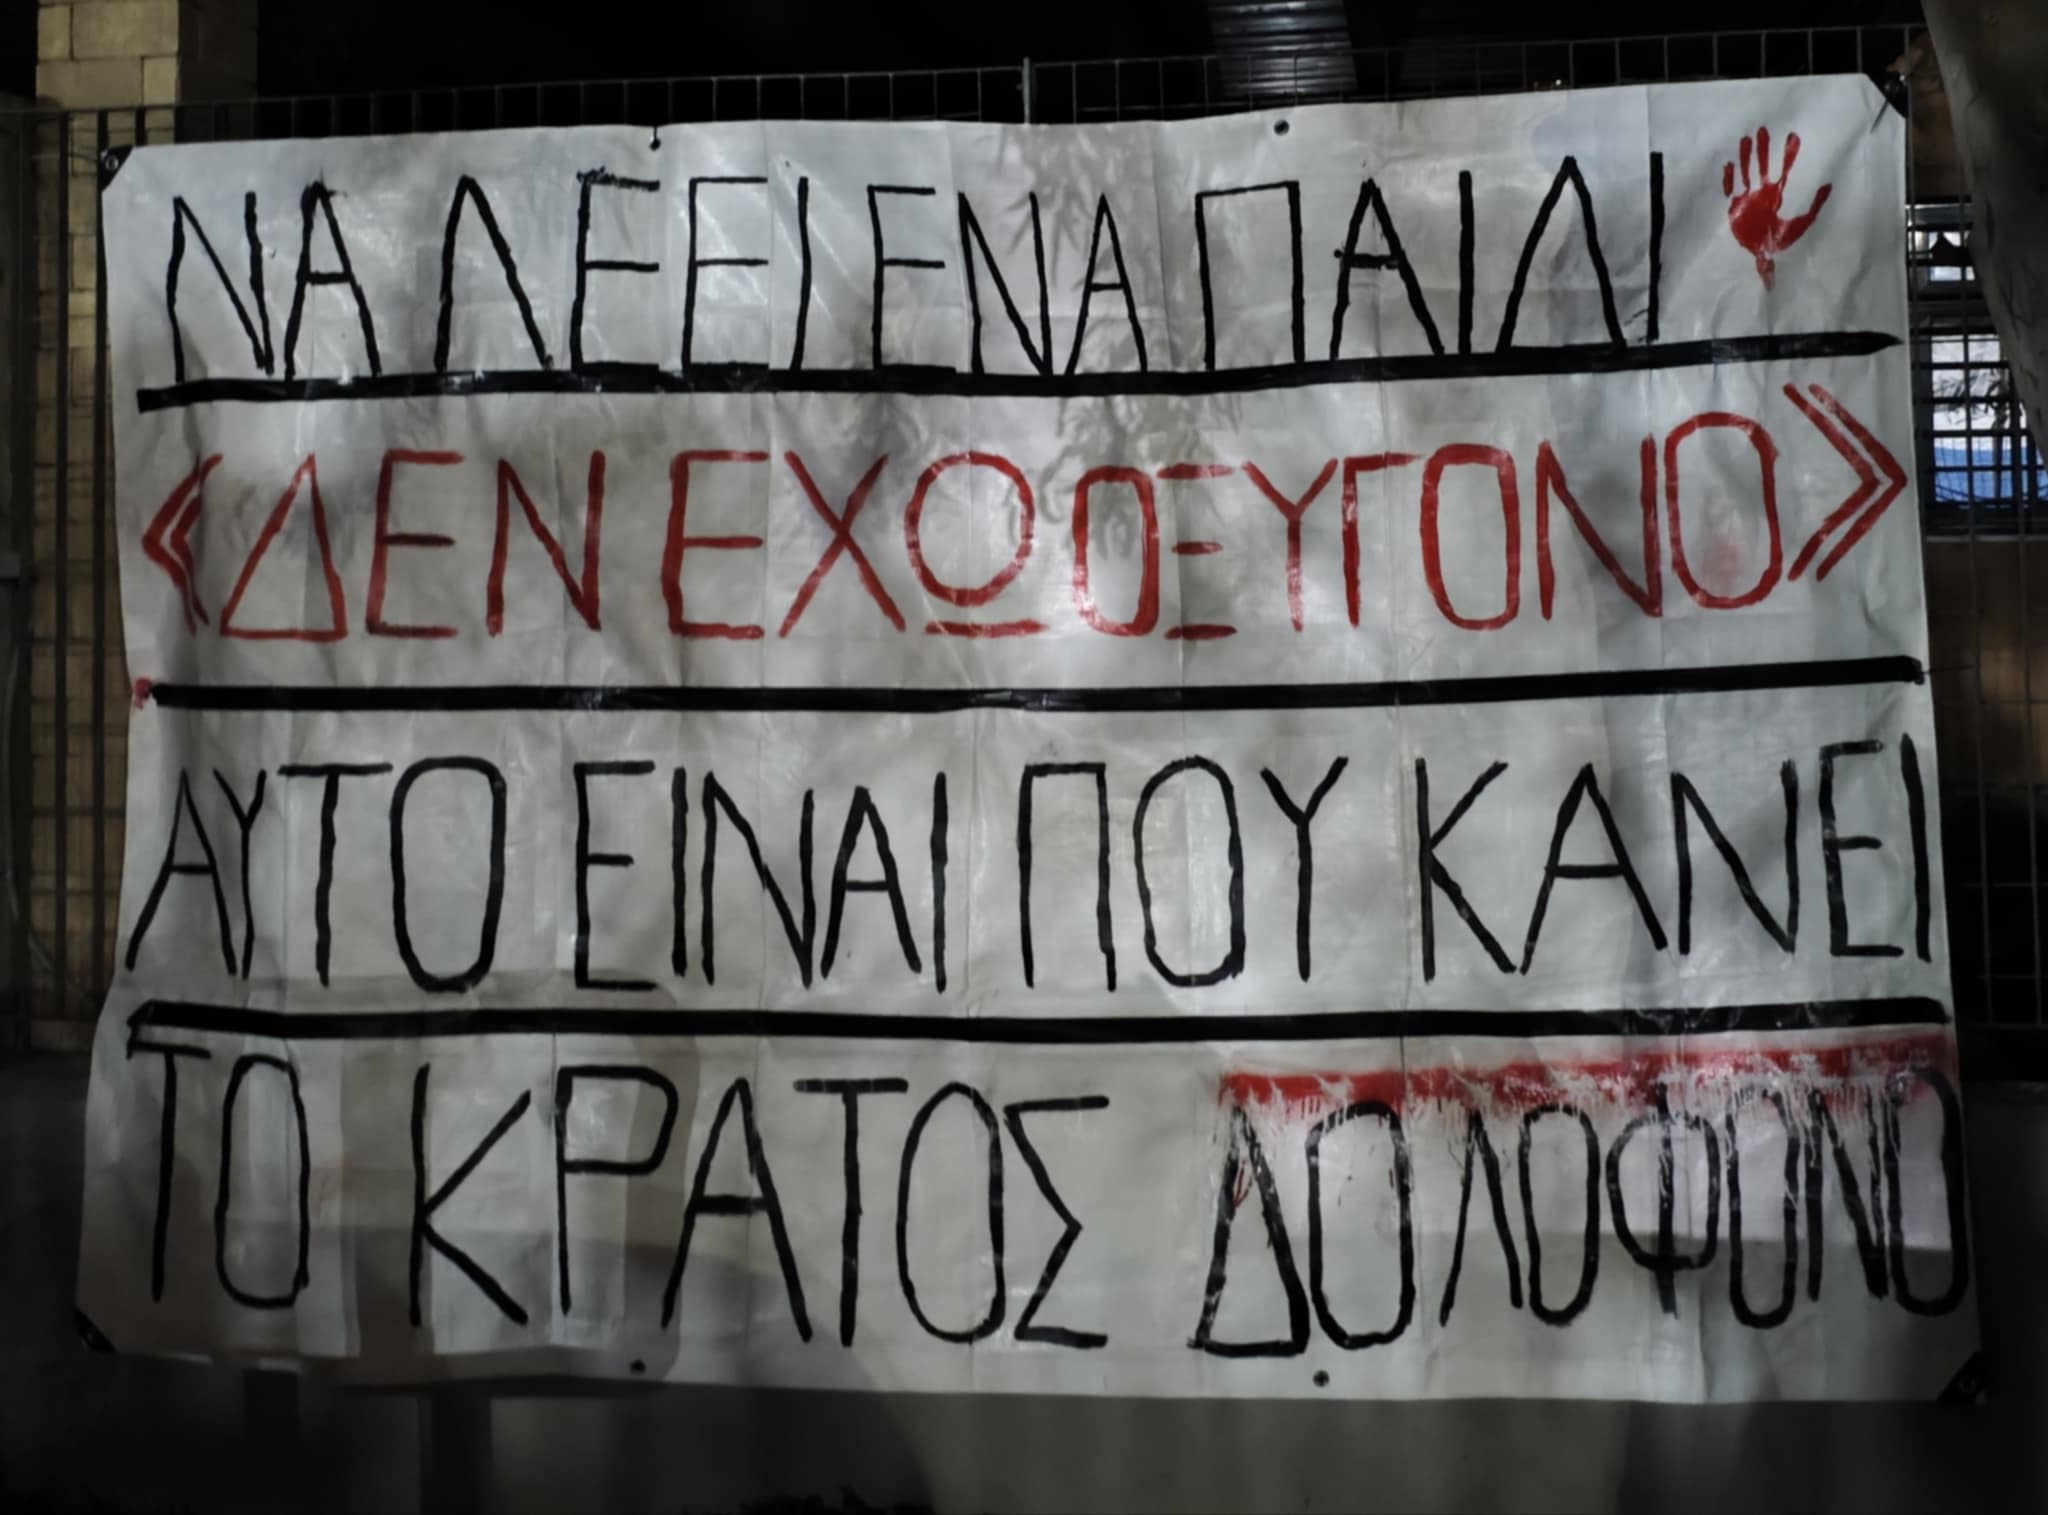 ΝΑ ΛΕΕΙ ΕΝΑ ΠΑΙΔΙ
«ΔΕΝ ΕΧΩ ΟΞΥΓΟΝΟ»
ΑΥΤΟ ΕΙΝΑΙ ΠΟΥ ΚΑΝΕΙ
ΤΟ ΚΡΑΤΟΣ ΔΟΛΟΦΟΝΟ